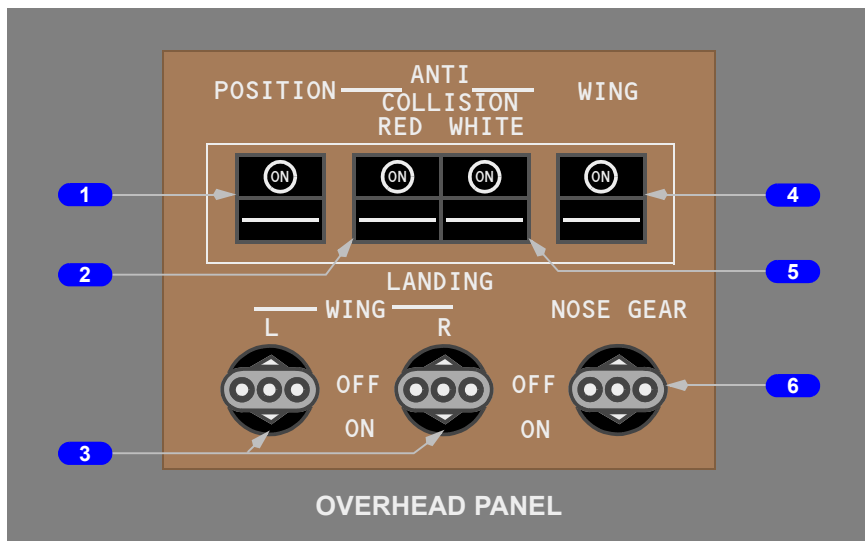 ANTI
POSITION
WING
COLLISION
RED WHITE
ON ON ON ON
1
4
2
5
LANDING
WING
NOSE GEAR
L R
OFF OFF
6
ON ON
3
OVERHEAD PANEL